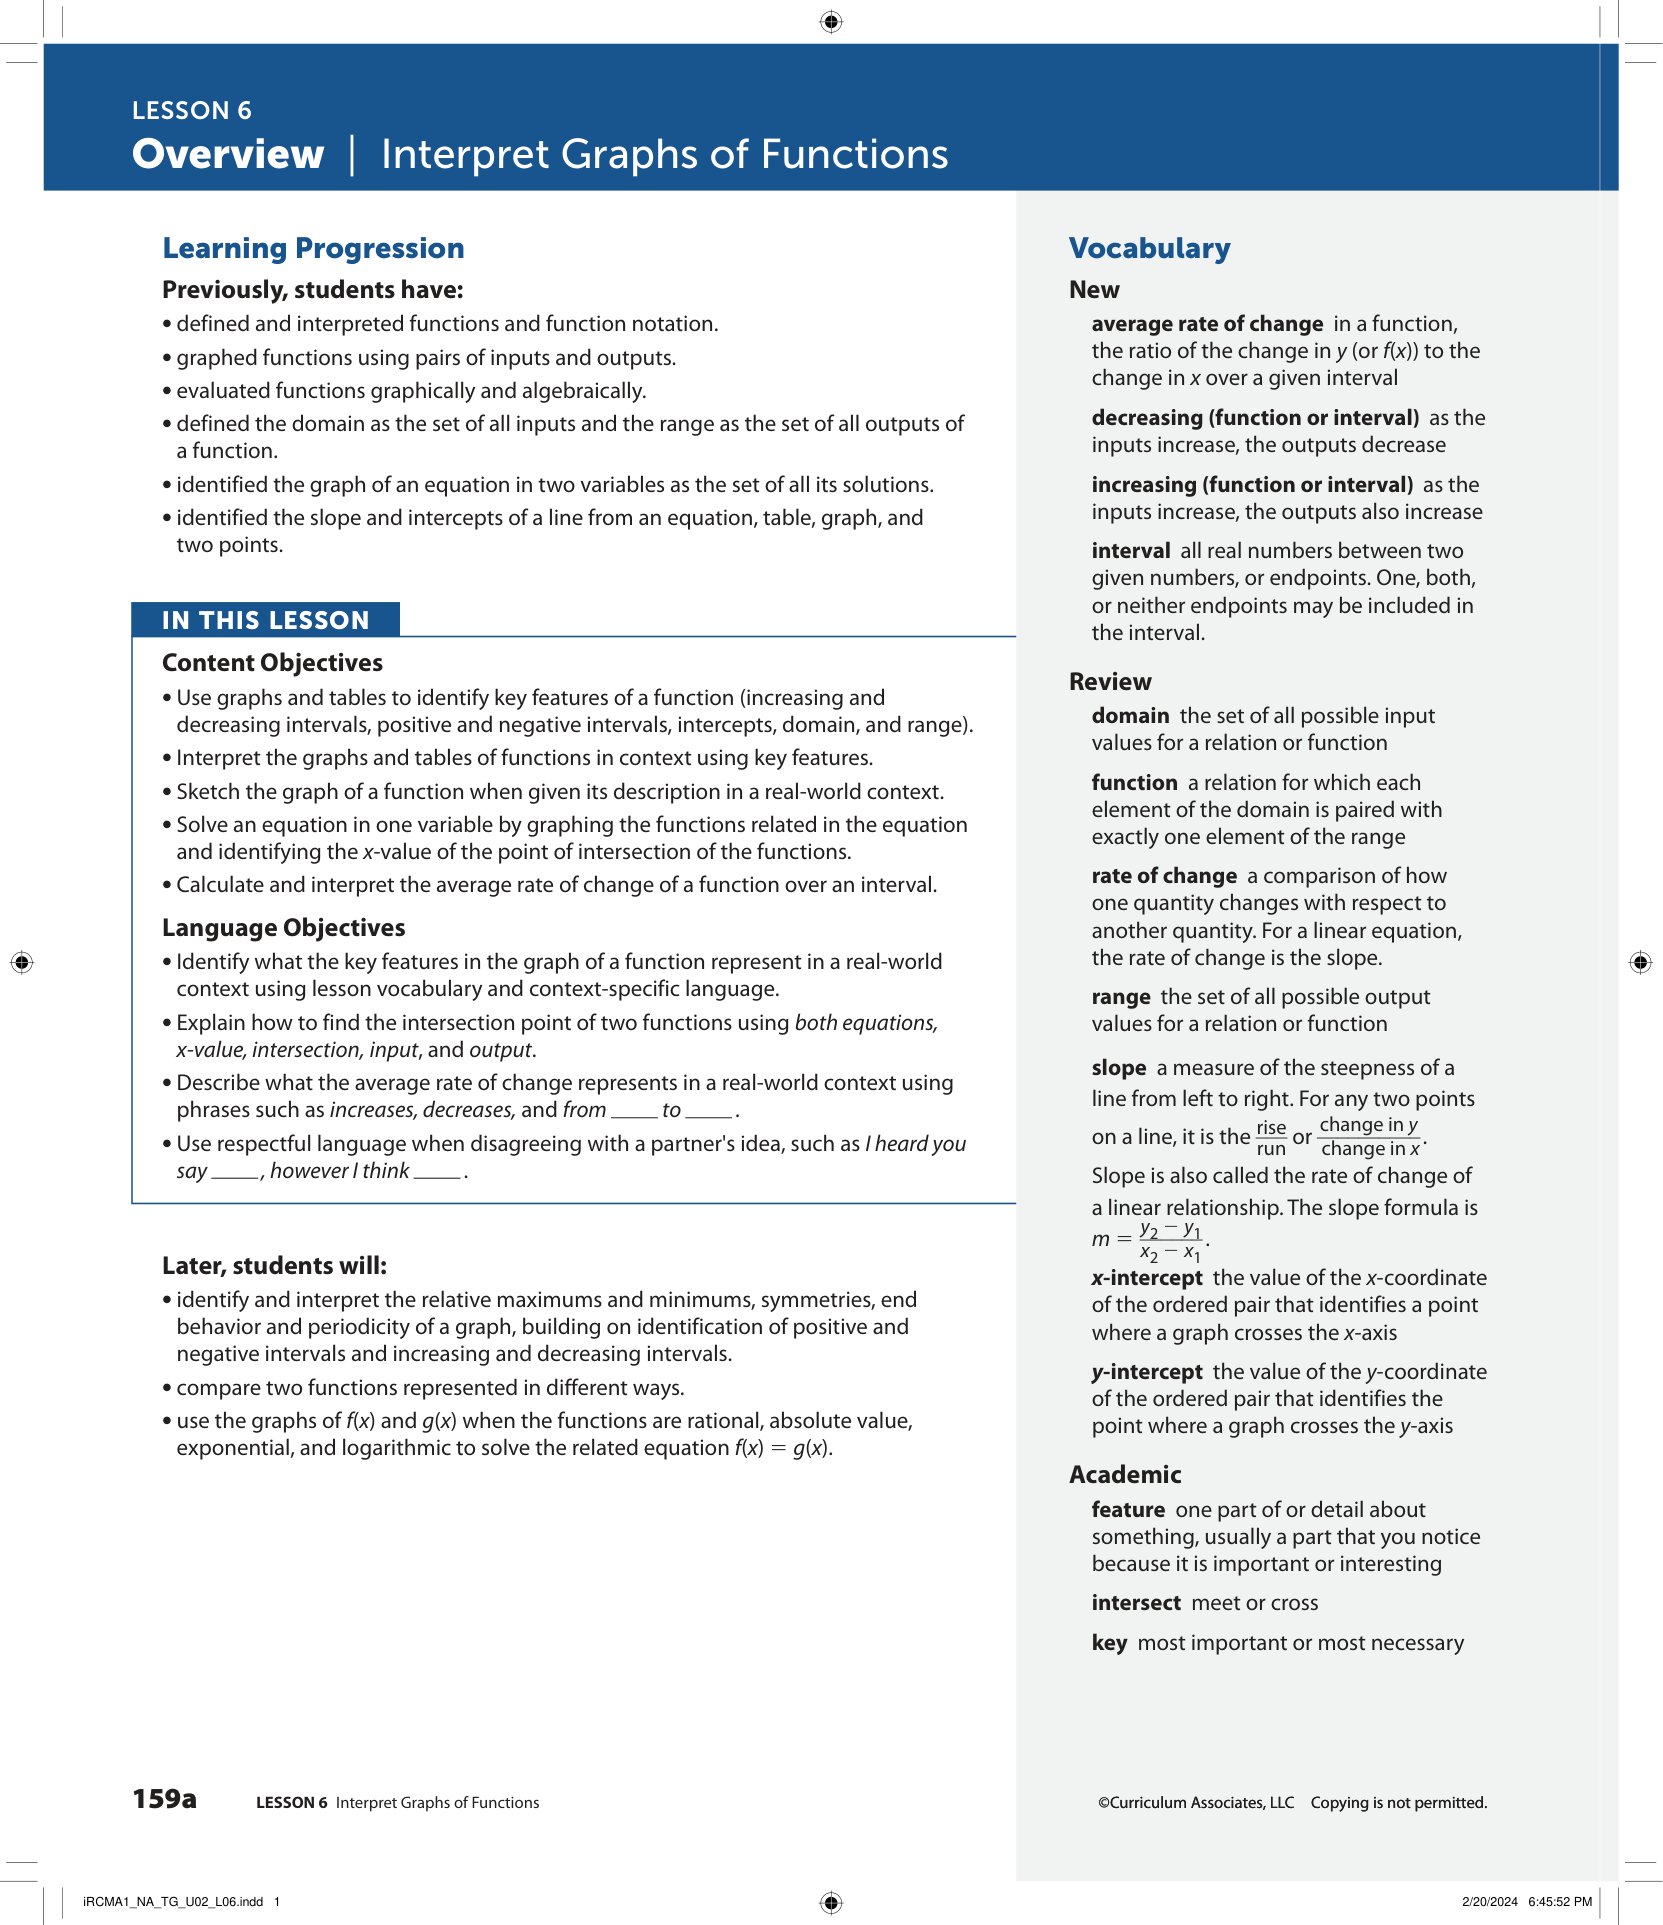 LESSON 6
Overview | Interpret Graphs of Functions
Learning Progression
Previously, students have:
• defined and interpreted functions and function notation.
• graphed functions using pairs of inputs and outputs.
• evaluated functions graphically and algebraically.
• defined the domain as the set of all inputs and the range as the set of all outputs of
a function.
• identified the graph of an equation in two variables as the set of all its solutions.
• identified the slope and intercepts of a line from an equation, table, graph, and
two points.
IN THIS LESSON
Content Objectives
• Use graphs and tables to identify key features of a function (increasing and
decreasing intervals, positive and negative intervals, intercepts, domain, and range).
• Interpret the graphs and tables of functions in context using key features.
• Sketch the graph of a function when given its description in a real-world context.
• Solve an equation in one variable by graphing the functions related in the equation
and identifying the x-value of the point of intersection of the functions.
• Calculate and interpret the average rate of change of a function over an interval.
Language Objectives
• Identify what the key features in the graph of a function represent in a real-world
context using lesson vocabulary and context-specific language.
• Explain how to find the intersection point of two functions using both equations,
x-value, intersection, input, and output.
• Describe what the average rate of change represents in a real-world context using
phrases such as increases, decreases, and from ____ to ____ .
• Use respectful language when disagreeing with a partner's idea, such as I heard you
say ____ , however I think ____ .
Later, students will:
• identify and interpret the relative maximums and minimums, symmetries, end
behavior and periodicity of a graph, building on identification of positive and
negative intervals and increasing and decreasing intervals.
• compare two functions represented in different ways.
• use the graphs of f(x) and g(x) when the functions are rational, absolute value,
exponential, and logarithmic to solve the related equation f(x) = g(x).
Vocabulary
New
average rate of change in a function,
the ratio of the change in y (or f(x)) to the
change in x over a given interval
decreasing (function or interval) as the
inputs increase, the outputs decrease
increasing (function or interval) as the
inputs increase, the outputs also increase
interval all real numbers between two
given numbers, or endpoints. One, both,
or neither endpoints may be included in
the interval.
Review
domain the set of all possible input
values for a relation or function
function a relation for which each
element of the domain is paired with
exactly one element of the range
rate of change a comparison of how
one quantity changes with respect to
another quantity. For a linear equation,
the rate of change is the slope.
range the set of all possible output
values for a relation or function
slope a measure of the steepness of a
line from left to right. For any two points
on a line, it is the rise/run or change in y/change in x.
Slope is also called the rate of change of
a linear relationship. The slope formula is
m = (y₂ − y₁)/(x₂ − x₁).
x-intercept the value of the x-coordinate
of the ordered pair that identifies a point
where a graph crosses the x-axis
y-intercept the value of the y-coordinate
of the ordered pair that identifies the
point where a graph crosses the y-axis
Academic
feature one part of or detail about
something, usually a part that you notice
because it is important or interesting
intersect meet or cross
key most important or most necessary
159a LESSON 6 Interpret Graphs of Functions
©Curriculum Associates, LLC Copying is not permitted.
iRCMA1_NA_TG_U02_L06.indd 1
2/20/2024 6:45:52 PM